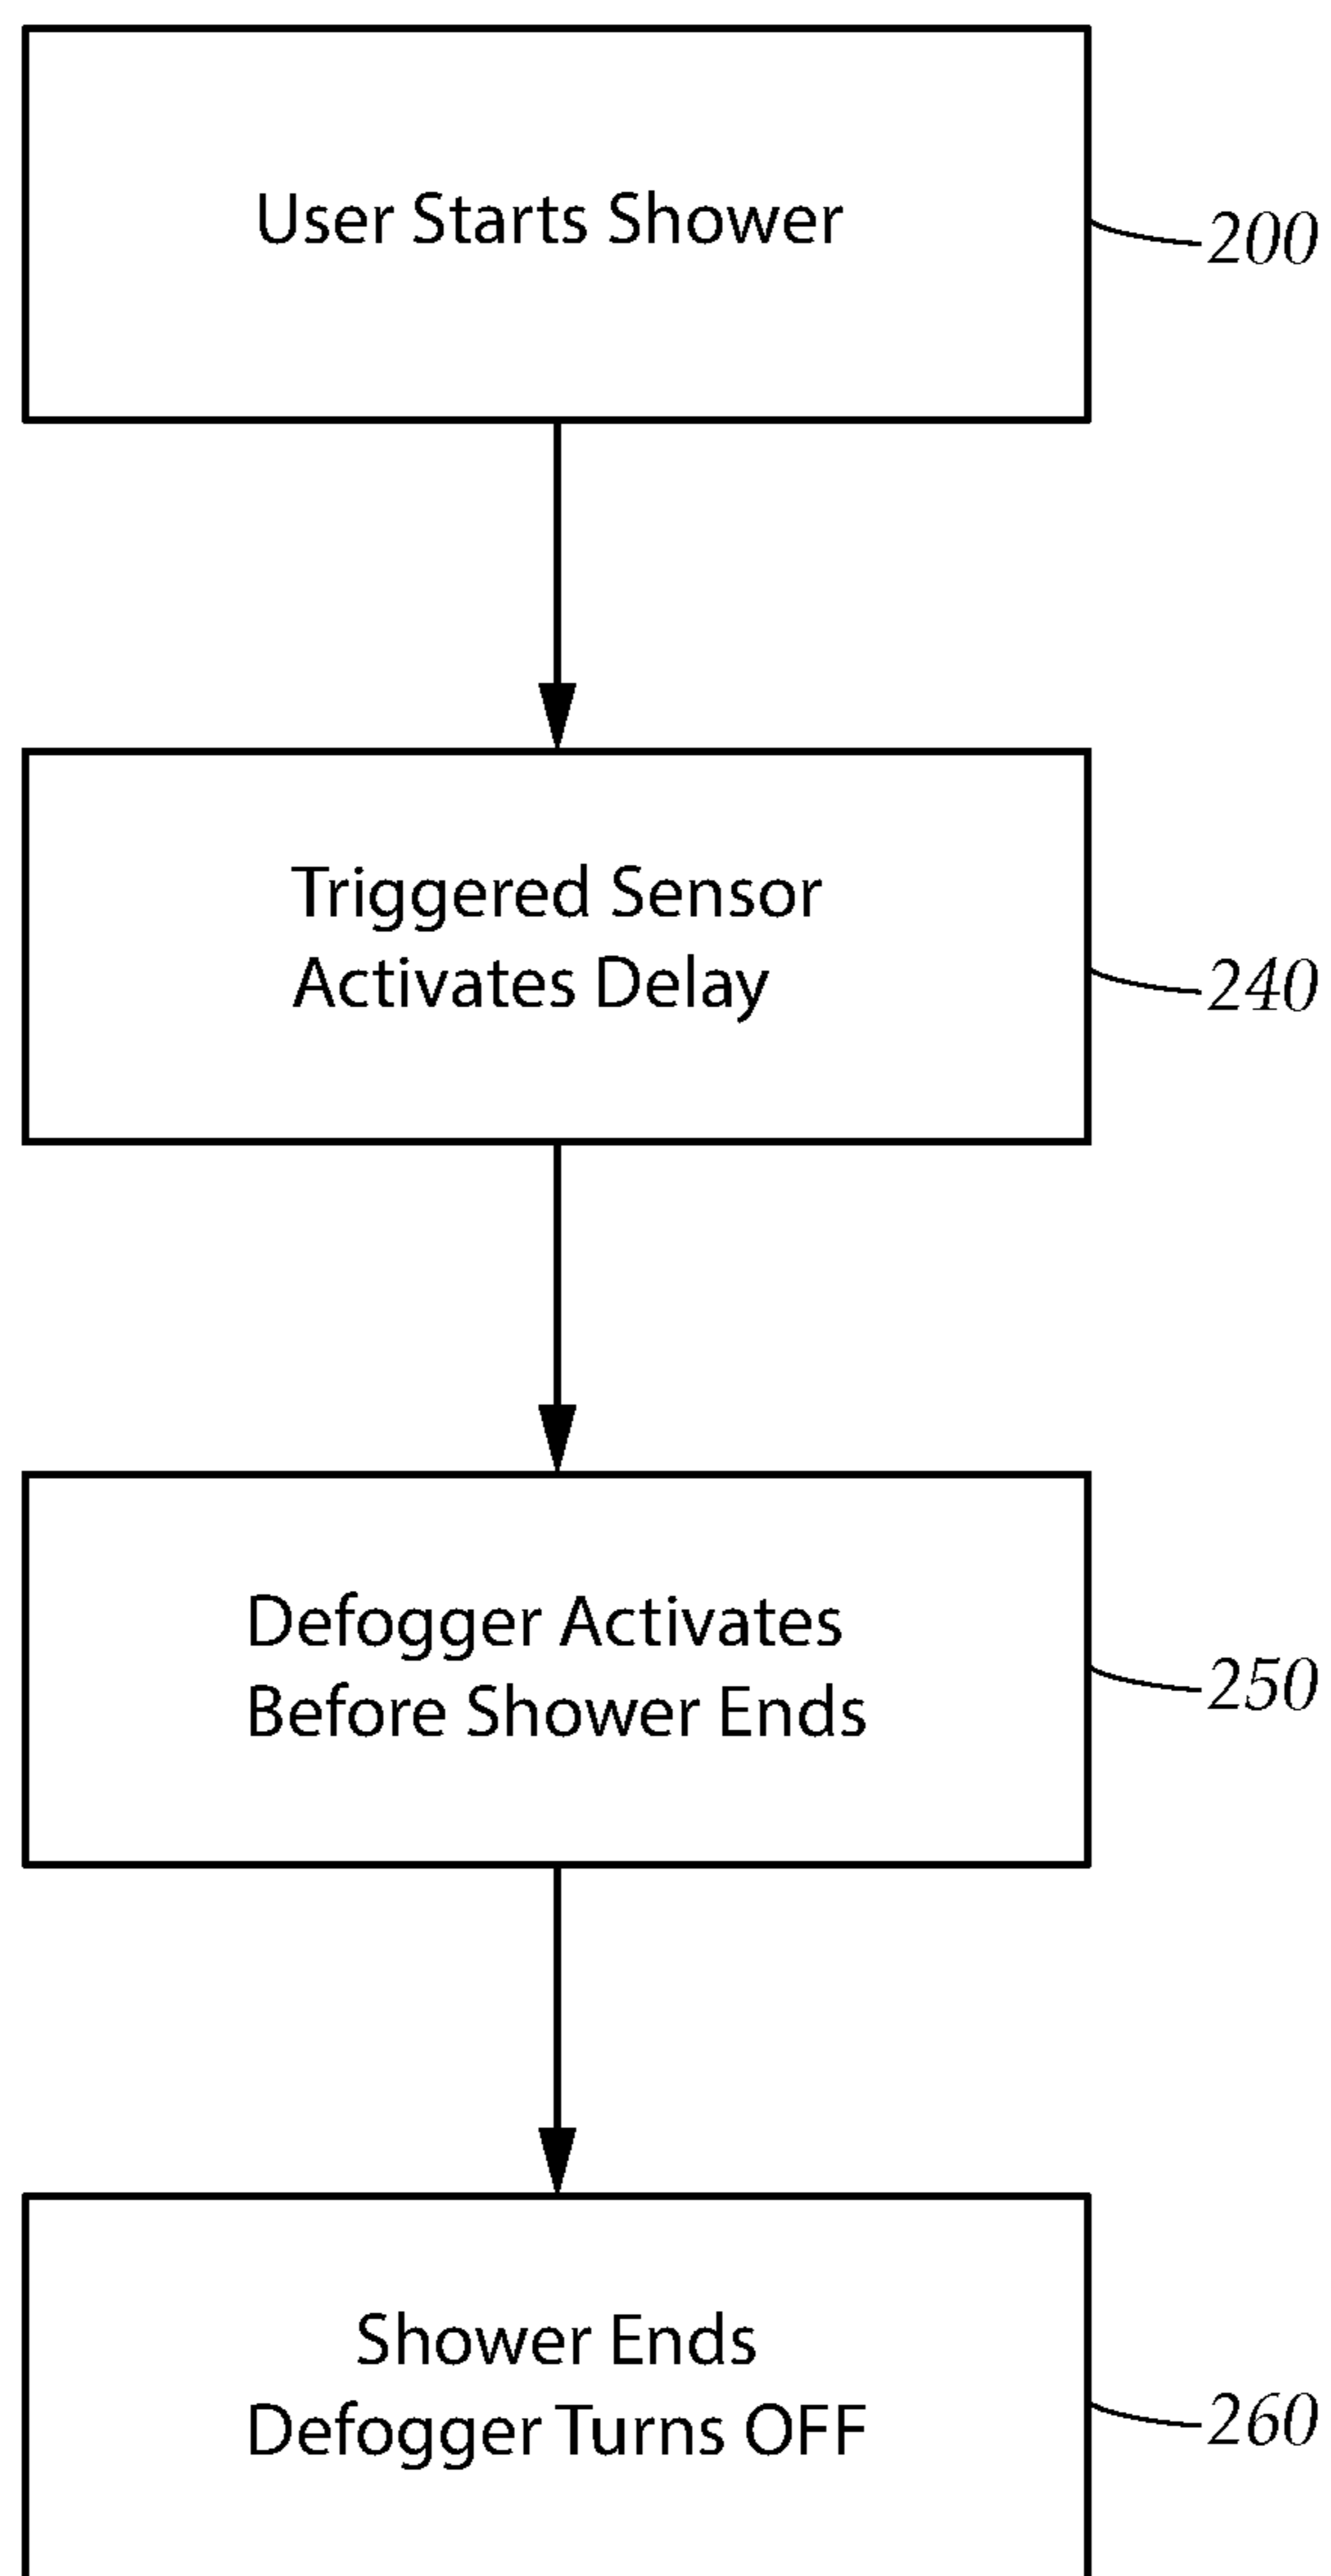 User Starts Shower
200
Triggered Sensor
Activates Delay
240
Defogger Activates
Before Shower Ends
250
Shower Ends
Defogger Turns OFF
260